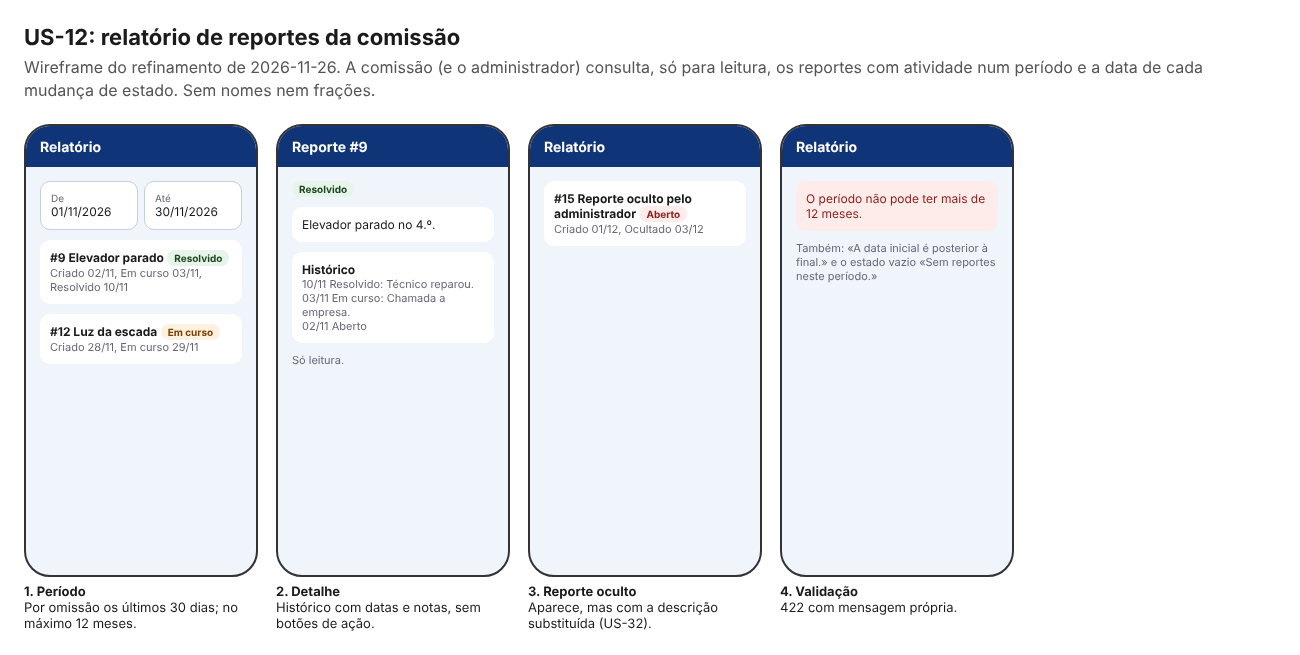 US-12: relatório de reportes da comissão
Wireframe do refinamento de 2026-11-26. A comissão (e o administrador) consulta, só para leitura, os reportes com atividade num período e a data de cada
mudança de estado. Sem nomes nem frações.
Relatório
De
01/11/2026
Até
30/11/2026
#9 Elevador parado Resolvido
Criado 02/11, Em curso 03/11,
Resolvido 10/11
#12 Luz da escada Em curso
Criado 28/11, Em curso 29/11
1. Período
Por omissão os últimos 30 dias; no
máximo 12 meses.
Reporte #9
Resolvido
Elevador parado no 4.º.
Histórico
10/11 Resolvido: Técnico reparou.
03/11 Em curso: Chamada a
empresa.
02/11 Aberto
Só leitura.
2. Detalhe
Histórico com datas e notas, sem
botões de ação.
Relatório
#15 Reporte oculto pelo
administrador Aberto
Criado 01/12, Ocultado 03/12
3. Reporte oculto
Aparece, mas com a descrição
substituída (US-32).
Relatório
O período não pode ter mais de
12 meses.
Também: «A data inicial é posterior à
final.» e o estado vazio «Sem reportes
neste período.»
4. Validação
422 com mensagem própria.